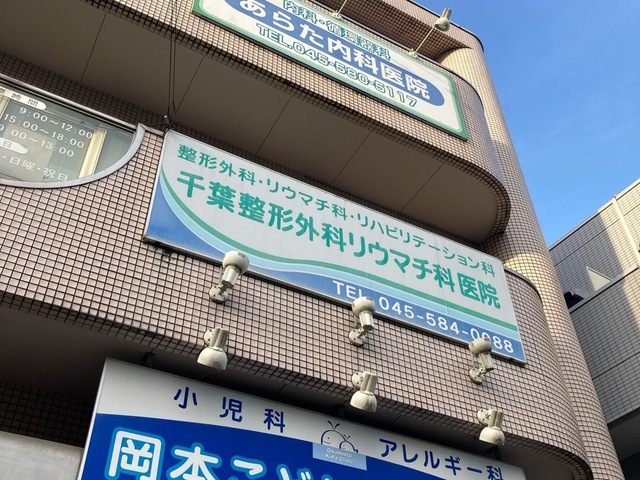 内科・循環器科
あらた内科医院
TEL.045-580-5117
時間
9:00~12:00
15:00~18:00
9:00~13:00
日
・日曜・祝日
整形外科・リウマチ科・リハビリテーション科
千葉整形外科リウマチ科医院
TEL 045-584-0088
小児科
アレルギー科
Okamoto
岡本こど